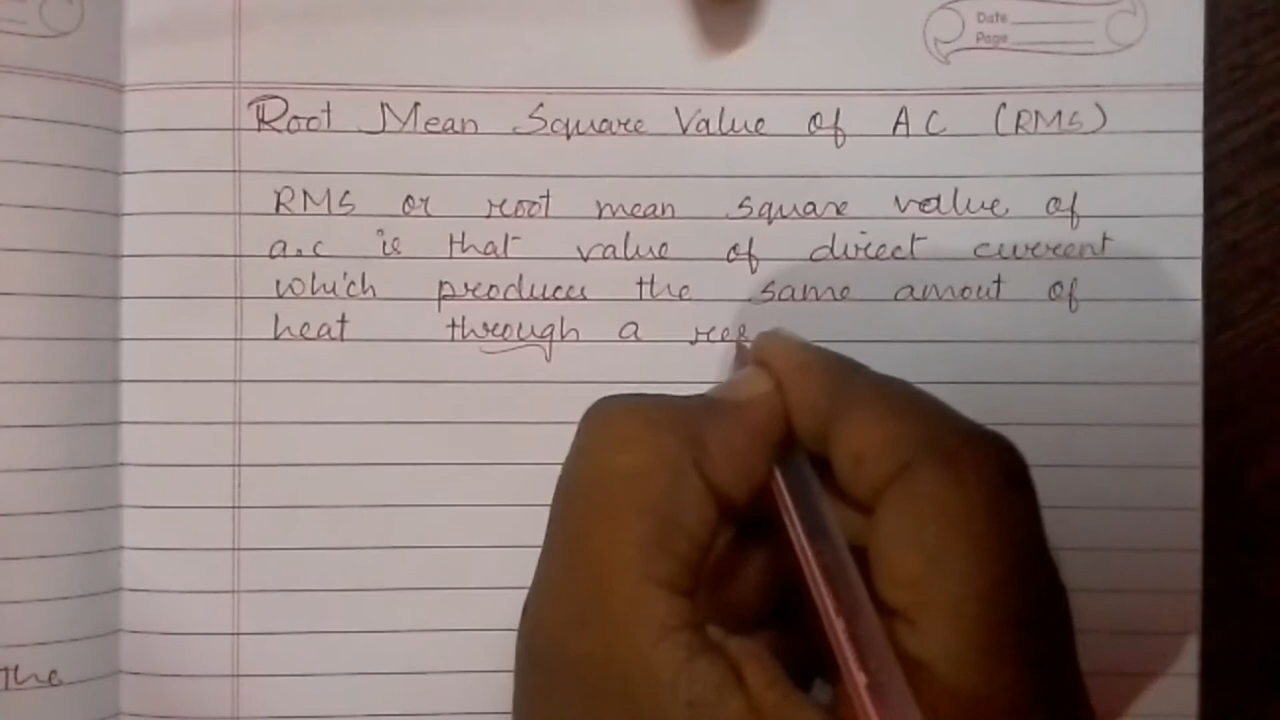 Date
Page
Root Mean Square Value of AC (RMS)
RMS or root mean square value of
a.c is that value of direct current
which produces the same amout of
heat through a res
the